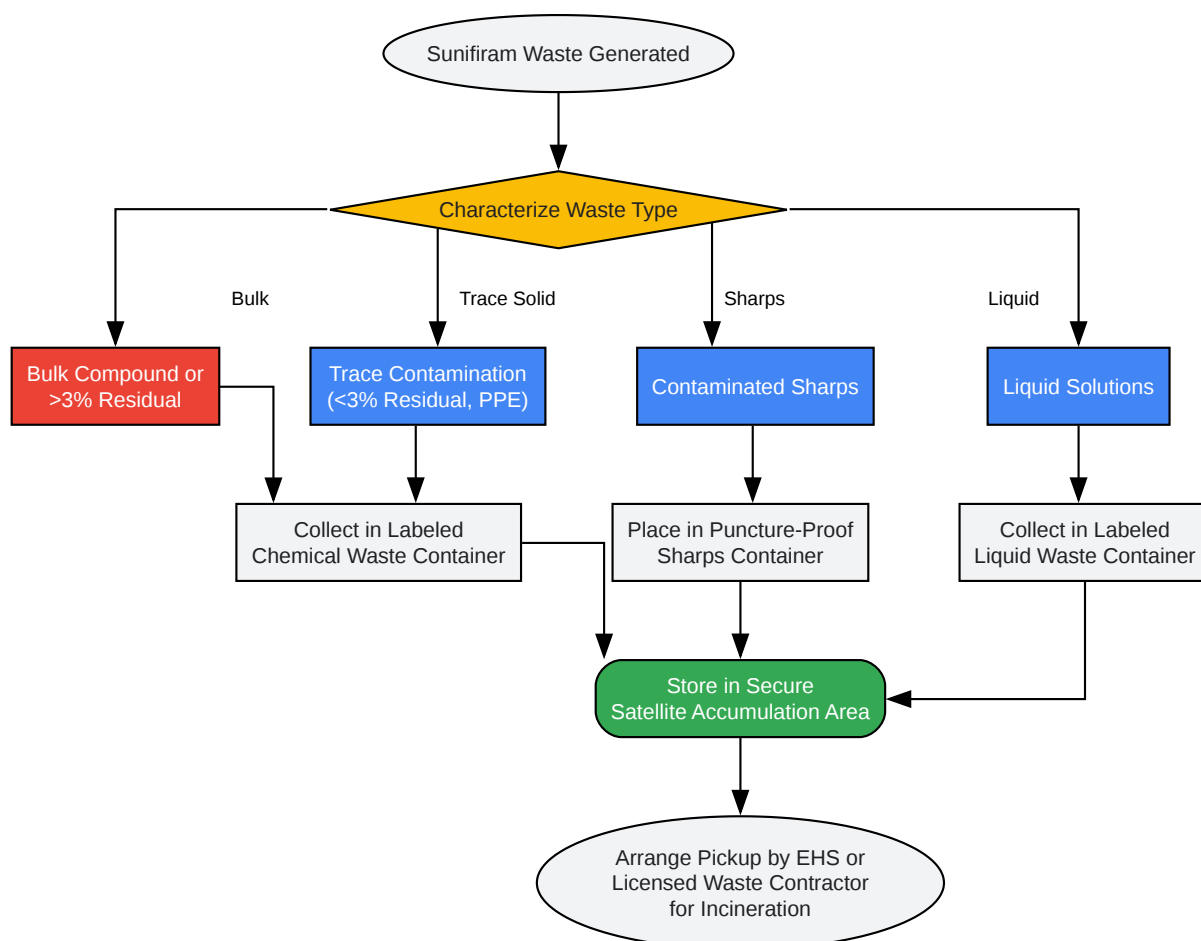 Sunifiram Waste Generated
Characterize Waste Type
Bulk
Trace Solid
Sharps
Liquid
Bulk Compound or
>3% Residual
Trace Contamination
(<3% Residual, PPE)
Contaminated Sharps
Liquid Solutions
Collect in Labeled
Chemical Waste Container
Place in Puncture-Proof
Sharps Container
Collect in Labeled
Liquid Waste Container
Store in Secure
Satellite Accumulation Area
Arrange Pickup by EHS or
Licensed Waste Contractor
for Incineration